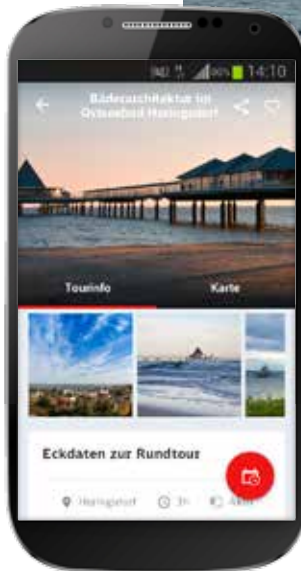 14:10
Bäderarchitektur im
Ostseebad Heringsdorf
Tourinfo Karte
Eckdaten zur Rundtour
Heringsdorf 3h